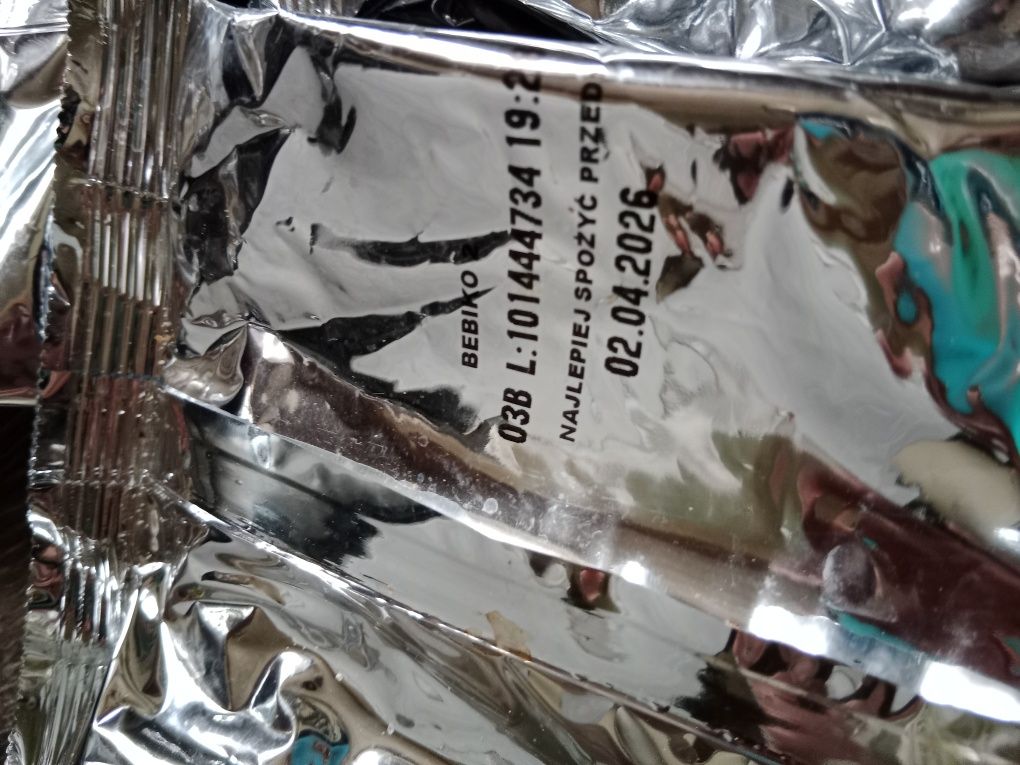 BEBIKO 2
03B L:101444734 19:2
NAJLEPIEJ SPOŻYĆ PRZED
02.04.2026